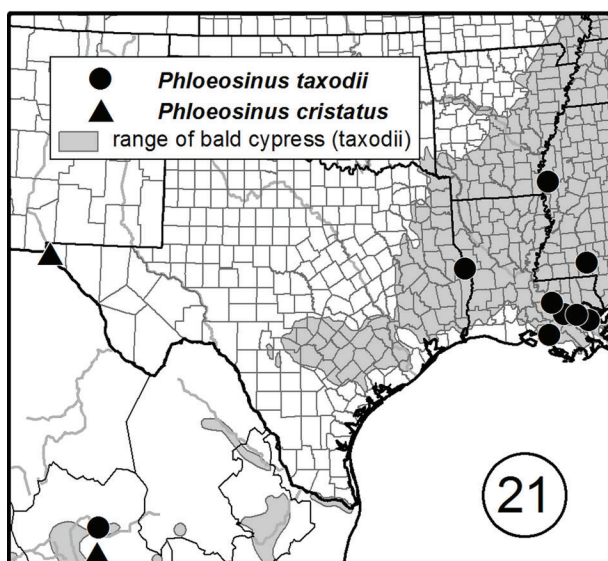 Phloeosinus taxodii
Phloeosinus cristatus
range of bald cypress (taxodii)
21